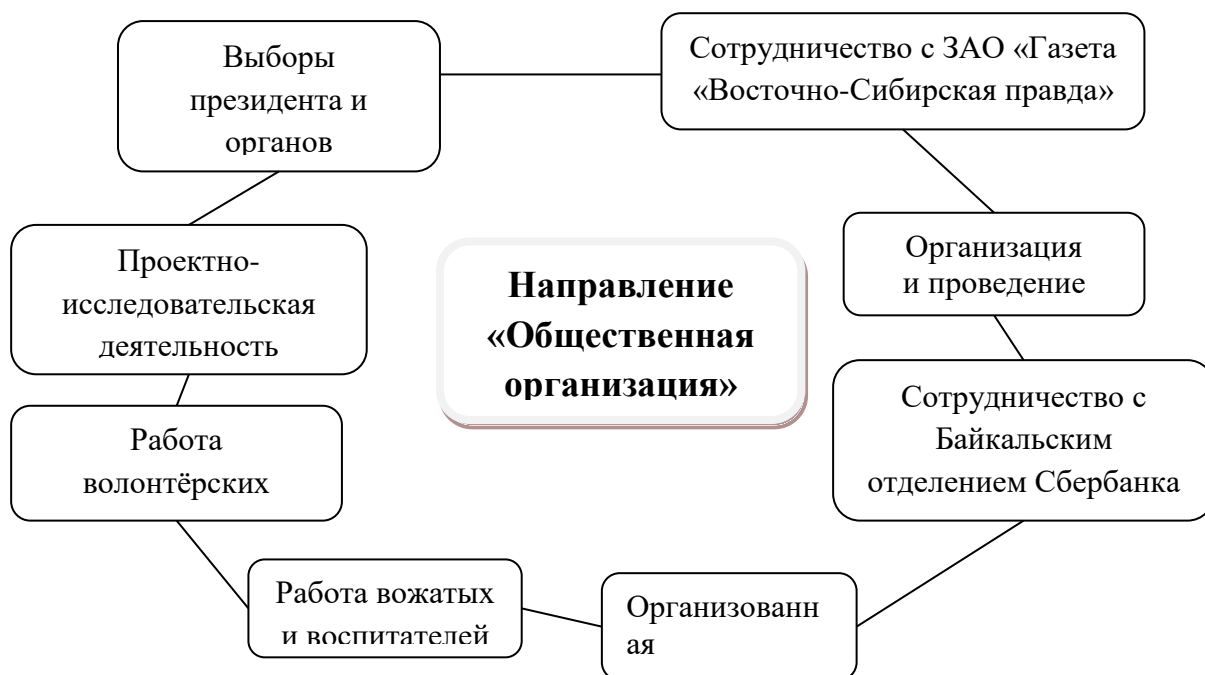 Выборы
президента и
органов
Сотрудничество с ЗАО «Газета
«Восточно-Сибирская правда»
Проектно-
исследовательская
деятельность
Направление
«Общественная
организация»
Организация
и проведение
Работа
волонтёрских
Сотрудничество с
Байкальским
отделением Сбербанка
Работа вожатых
и воспитателей
Организованн
ая